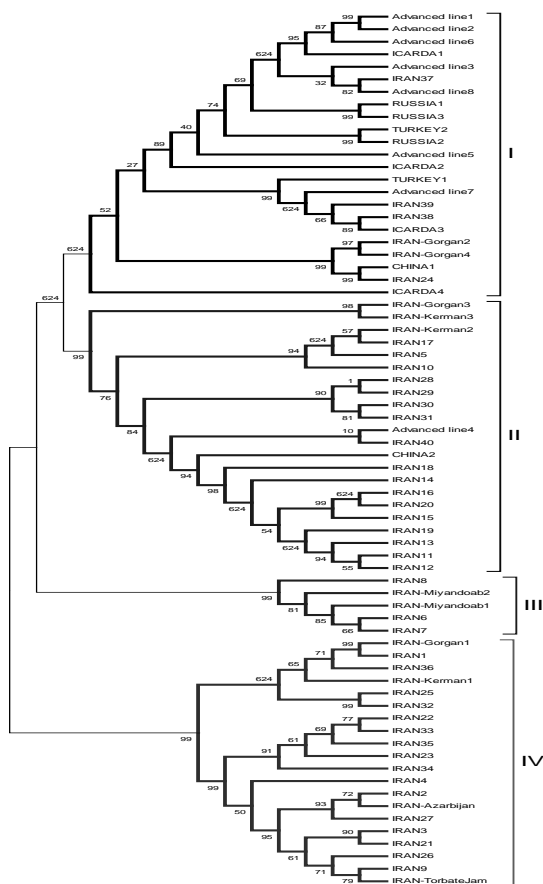 99 Advanced line1
87 Advanced line2
95 Advanced line6
624 ICARDA1
Advanced line3
69 32 IRAN37
82 Advanced line8
74 RUSSIA1
99 RUSSIA3
40 TURKEY2
99 RUSSIA2
89 Advanced line5
I
27 ICARDA2
TURKEY1
99 Advanced line7
624 IRAN39
52 66 IRAN38
89 ICARDA3
97 IRAN-Gorgan2
624 IRAN-Gorgan4
99 CHINA1
99 IRAN24
ICARDA4
624 98 IRAN-Gorgan3
IRAN-Kerman3
57 IRAN-Kerman2
624 IRAN17
99 94 IRAN5
IRAN10
1 IRAN28
76 90 IRAN29
IRAN30
81 IRAN31
84 10 Advanced line4
II
IRAN40
624 CHINA2
94 IRAN18
98 IRAN14
624 624 IRAN16
99 IRAN20
54 IRAN15
IRAN19
624 IRAN13
94 IRAN11
55 IRAN12
IRAN8
99 IRAN-Miyandoab2
81 IRAN-Miyandoab1
III
85 IRAN6
66 IRAN7
99 IRAN-Gorgan1
71 IRAN1
65 IRAN36
624 IRAN-Kerman1
IRAN25
99 IRAN32
77 IRAN22
69 IRAN33
99 61 IRAN35
91 IRAN23
IV
IRAN34
99 IRAN4
72 IRAN2
50 93 IRAN-Azarbijan
IRAN27
95 90 IRAN3
IRAN21
61 IRAN26
71 IRAN9
79 IRAN-TorbateJam